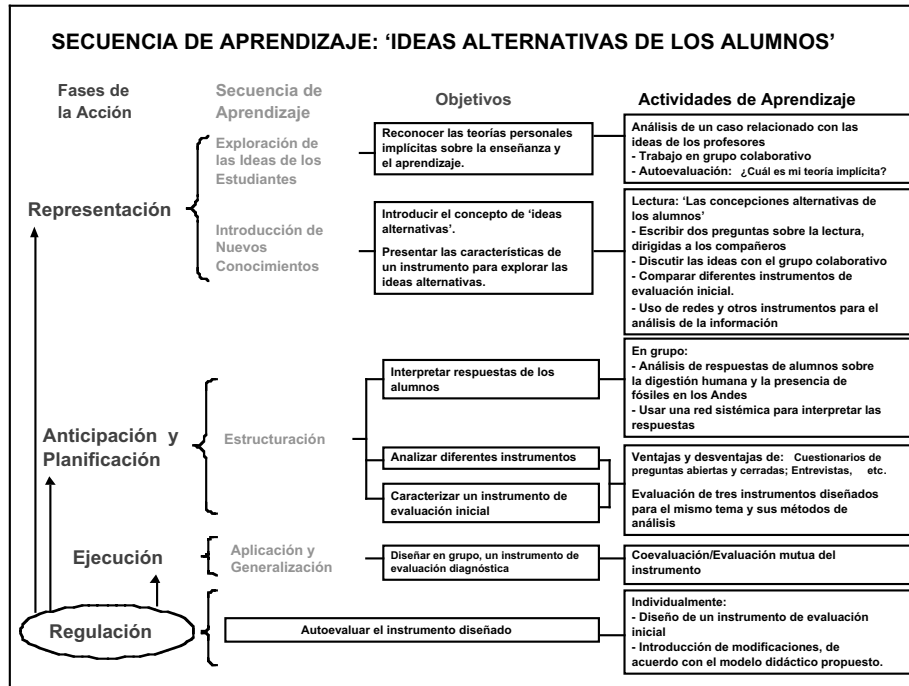 SECUENCIA DE APRENDIZAJE: ‘IDEAS ALTERNATIVAS DE LOS ALUMNOS’
Fases de
la Acción
Secuencia de
Aprendizaje
Objetivos
Actividades de Aprendizaje
Representación
Exploración de
las Ideas de los
Estudiantes
Reconocer las teorías personales
implícitas sobre la enseñanza y
el aprendizaje.
Análisis de un caso relacionado con las
ideas de los profesores
- Trabajo en grupo colaborativo
- Autoevaluación: ¿Cuál es mi teoría implícita?
Introducción de
Nuevos
Conocimientos
Introducir el concepto de ‘ideas
alternativas’.
Presentar las características de
un instrumento para explorar las
ideas alternativas.
Lectura: ‘Las concepciones alternativas de
los alumnos’
- Escribir dos preguntas sobre la lectura,
dirigidas a los compañeros
- Discutir las ideas con el grupo colaborativo
- Comparar diferentes instrumentos de
evaluación inicial.
- Uso de redes y otros instrumentos para el
análisis de la información
Anticipación y
Planificación
Estructuración
Interpretar respuestas de los
alumnos
En grupo:
- Análisis de respuestas de alumnos sobre
la digestión humana y la presencia de
fósiles en los Andes
- Usar una red sistémica para interpretar las
respuestas
Analizar diferentes instrumentos
Caracterizar un instrumento de
evaluación inicial
Ventajas y desventajas de: Cuestionarios de
preguntas abiertas y cerradas; Entrevistas, etc.
Evaluación de tres instrumentos diseñados
para el mismo tema y sus métodos de
análisis
Ejecución
Aplicación y
Generalización
Diseñar en grupo, un instrumento de
evaluación diagnóstica
Coevaluación/Evaluación mutua del
instrumento
Regulación
Autoevaluar el instrumento diseñado
Individualmente:
- Diseño de un instrumento de evaluación
inicial
- Introducción de modificaciones, de
acuerdo con el modelo didáctico propuesto.